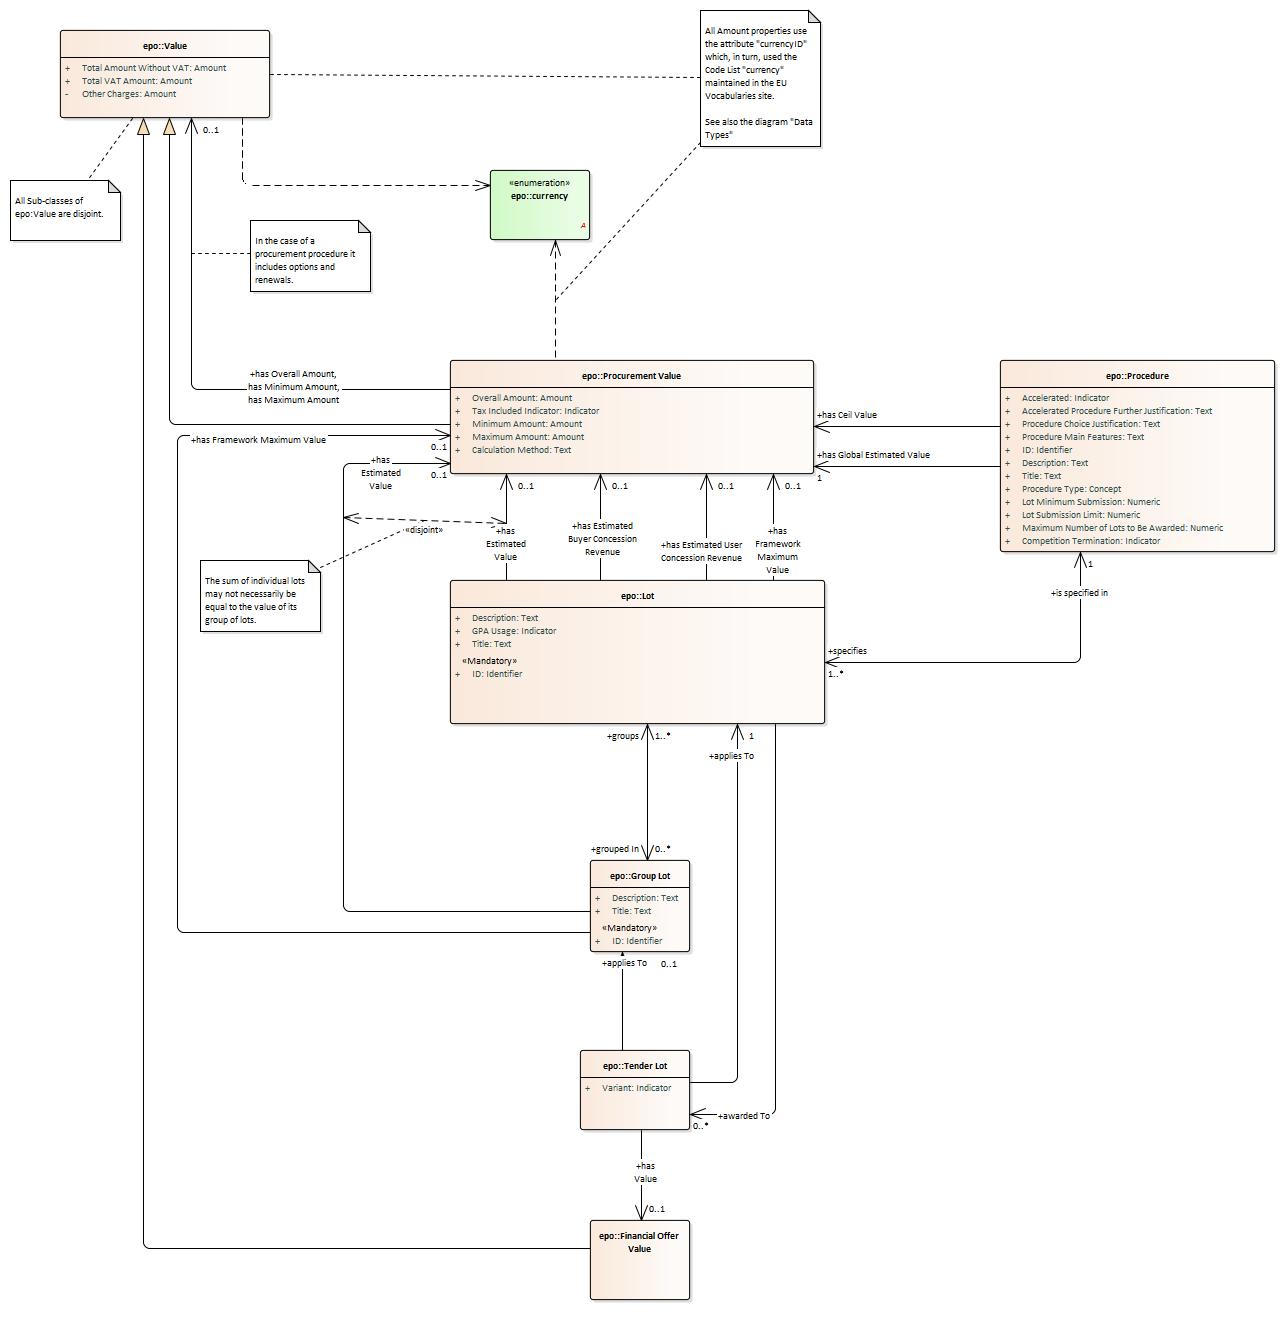 epo::Value
+ Total Amount Without VAT: Amount
+ Total VAT Amount: Amount
- Other Charges: Amount
All Amount properties use
the attribute "currencyID"
which, in turn, used the
Code List "currency"
maintained in the EU
Vocabularies site.
See also the diagram "Data
Types"
0..1
All Sub-classes of
epo:Value are disjoint.
«enumeration»
epo::currency
A
In the case of a
procurement procedure it
includes options and
renewals.
+has Overall Amount,
has Minimum Amount,
has Maximum Amount
epo::Procurement Value
+ Overall Amount: Amount
+ Tax Included Indicator: Indicator
+ Minimum Amount: Amount
+ Maximum Amount: Amount
+ Calculation Method: Text
epo::Procedure
+ Accelerated: Indicator
+ Accelerated Procedure Further Justification: Text
+ Procedure Choice Justification: Text
+ Procedure Main Features: Text
+ ID: Identifier
+ Description: Text
+ Title: Text
+ Procedure Type: Concept
+ Lot Minimum Submission: Numeric
+ Lot Submission Limit: Numeric
+ Maximum Number of Lots to Be Awarded: Numeric
+ Competition Termination: Indicator
+has Ceil Value
+has Global Estimated Value
1
+has Framework Maximum Value
0..1
+has
Estimated
Value
0..1
0..1
0..1
0..1
0..1
«disjoint»
+has
Estimated
Value
+has Estimated
Buyer Concession
Revenue
+has Estimated User
Concession Revenue
+has
Framework
Maximum
Value
The sum of individual lots
may not necessarily be
equal to the value of its
group of lots.
1
+is specified in
epo::Lot
+ Description: Text
+ GPA Usage: Indicator
+ Title: Text
«Mandatory»
+ ID: Identifier
+specifies
1..*
+groups
1..*
1
+applies To
+grouped In
0..*
epo::Group Lot
+ Description: Text
+ Title: Text
«Mandatory»
+ ID: Identifier
+applies To
0..1
epo::Tender Lot
+ Variant: Indicator
+awarded To
0..*
+has
Value
0..1
epo::Financial Offer
Value